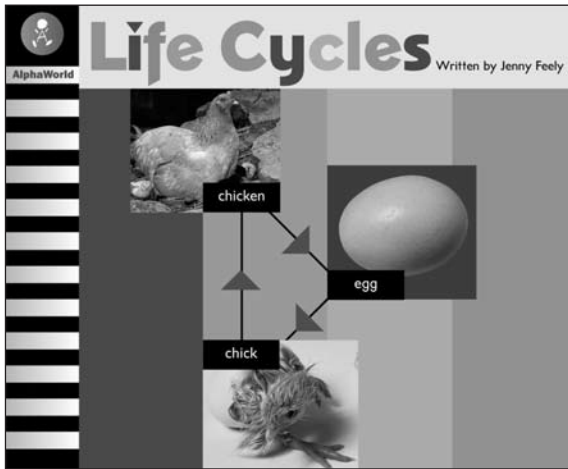 AlphaWorld
Life Cycles
Written by Jenny Feely
chicken
egg
chick